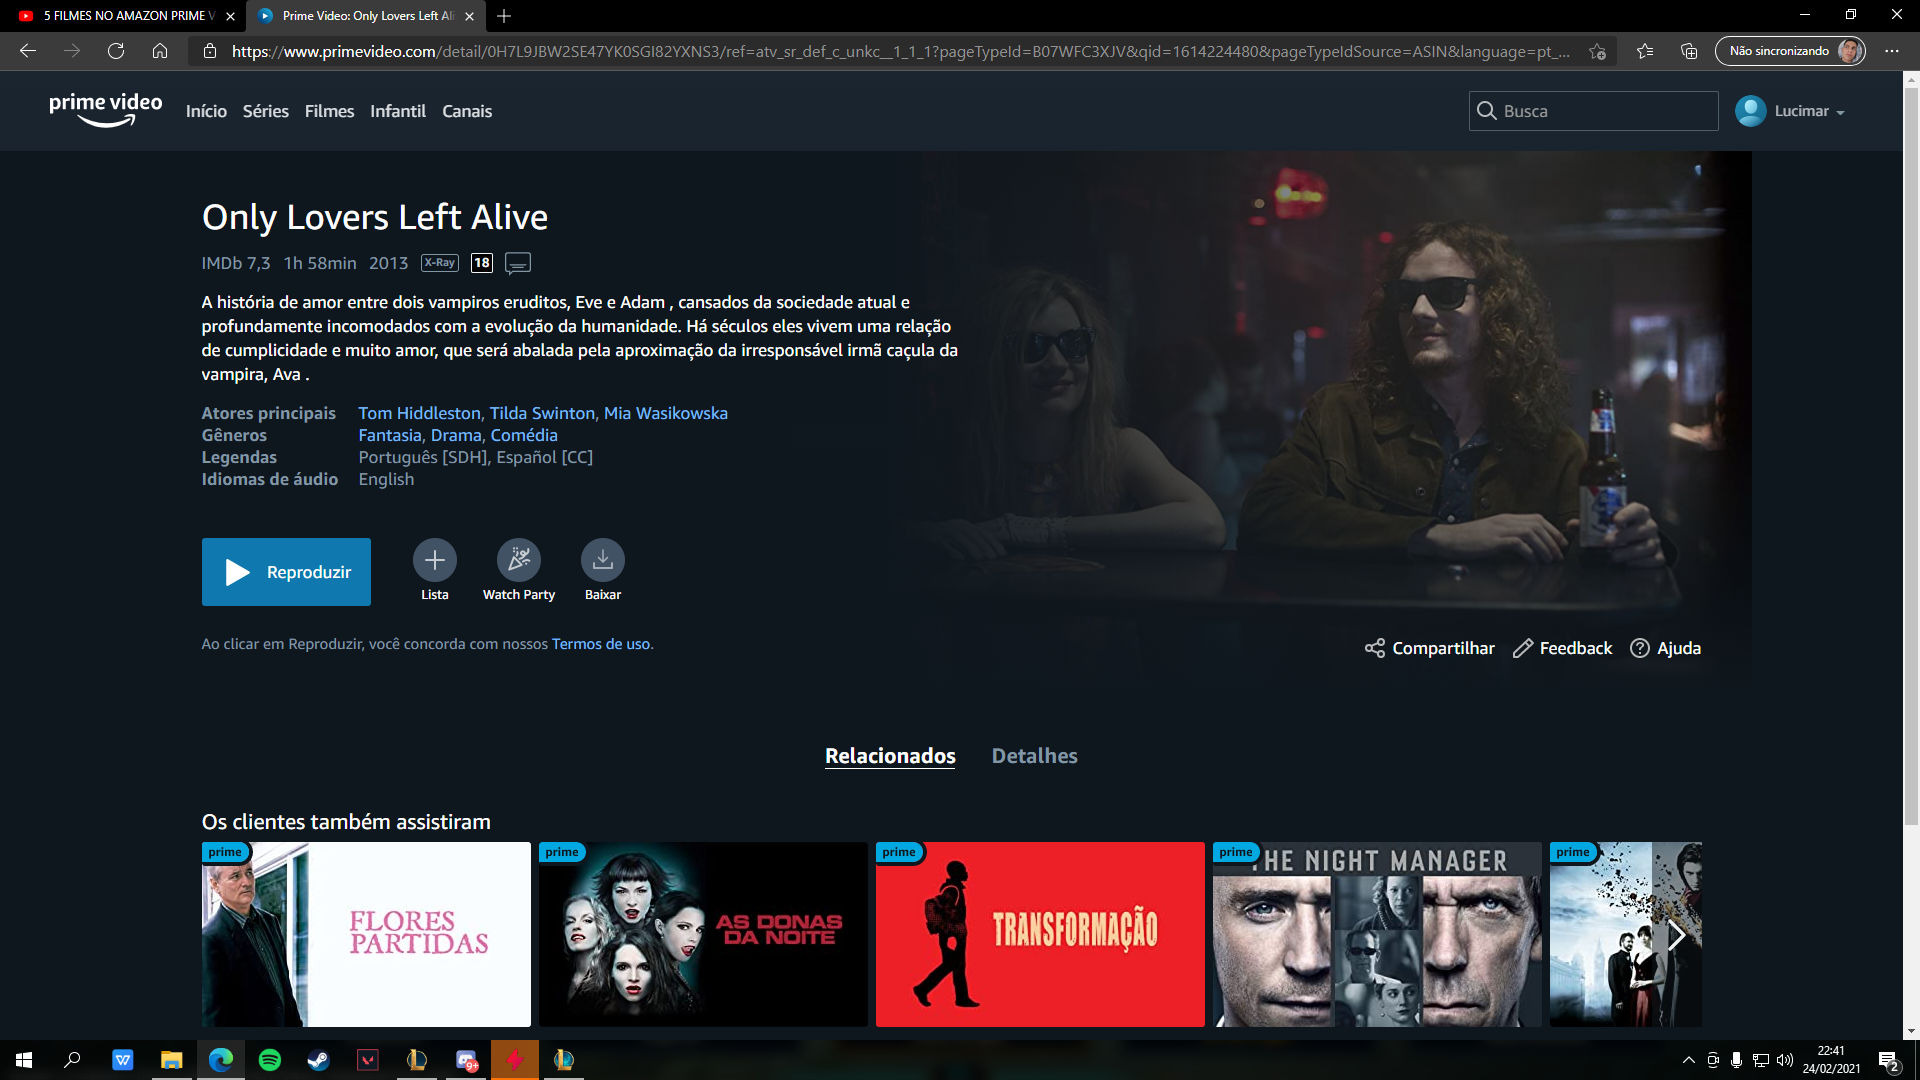 5 FILMES NO AMAZON PRIME V
Prime Video: Only Lovers Left Ali
https://www.primevideo.com/detail/0H7L9JBW2SE47YK0SGI82YXNS3/ref=atv_sr_def_c_unkc__1_1_1?pageTypeId=B07WFC3XJV&qid=1614224480&pageTypeIdSource=ASIN&language=pt_...
Não sincronizando
prime video
Início Séries Filmes Infantil Canais
Busca
Lucimar
Only Lovers Left Alive
IMDb 7,3 1h 58min 2013 X-Ray 18
A história de amor entre dois vampiros eruditos, Eve e Adam , cansados da sociedade atual e
profundamente incomodados com a evolução da humanidade. Há séculos eles vivem uma relação
de cumplicidade e muito amor, que será abalada pela aproximação da irresponsável irmã caçula da
vampira, Ava .
Atores principais Tom Hiddleston, Tilda Swinton, Mia Wasikowska
Gêneros Fantasia, Drama, Comédia
Legendas Português [SDH], Español [CC]
Idiomas de áudio English
Reproduzir
Lista
Watch Party
Baixar
Ao clicar em Reproduzir, você concorda com nossos Termos de uso.
Compartilhar Feedback Ajuda
Relacionados Detalhes
Os clientes também assistiram
prime
FLORES
PARTIDAS
prime
AS DONAS
DA NOITE
prime
TRANSFORMAÇÃO
prime
THE NIGHT MANAGER
prime
9+
22:41
24/02/2021
2